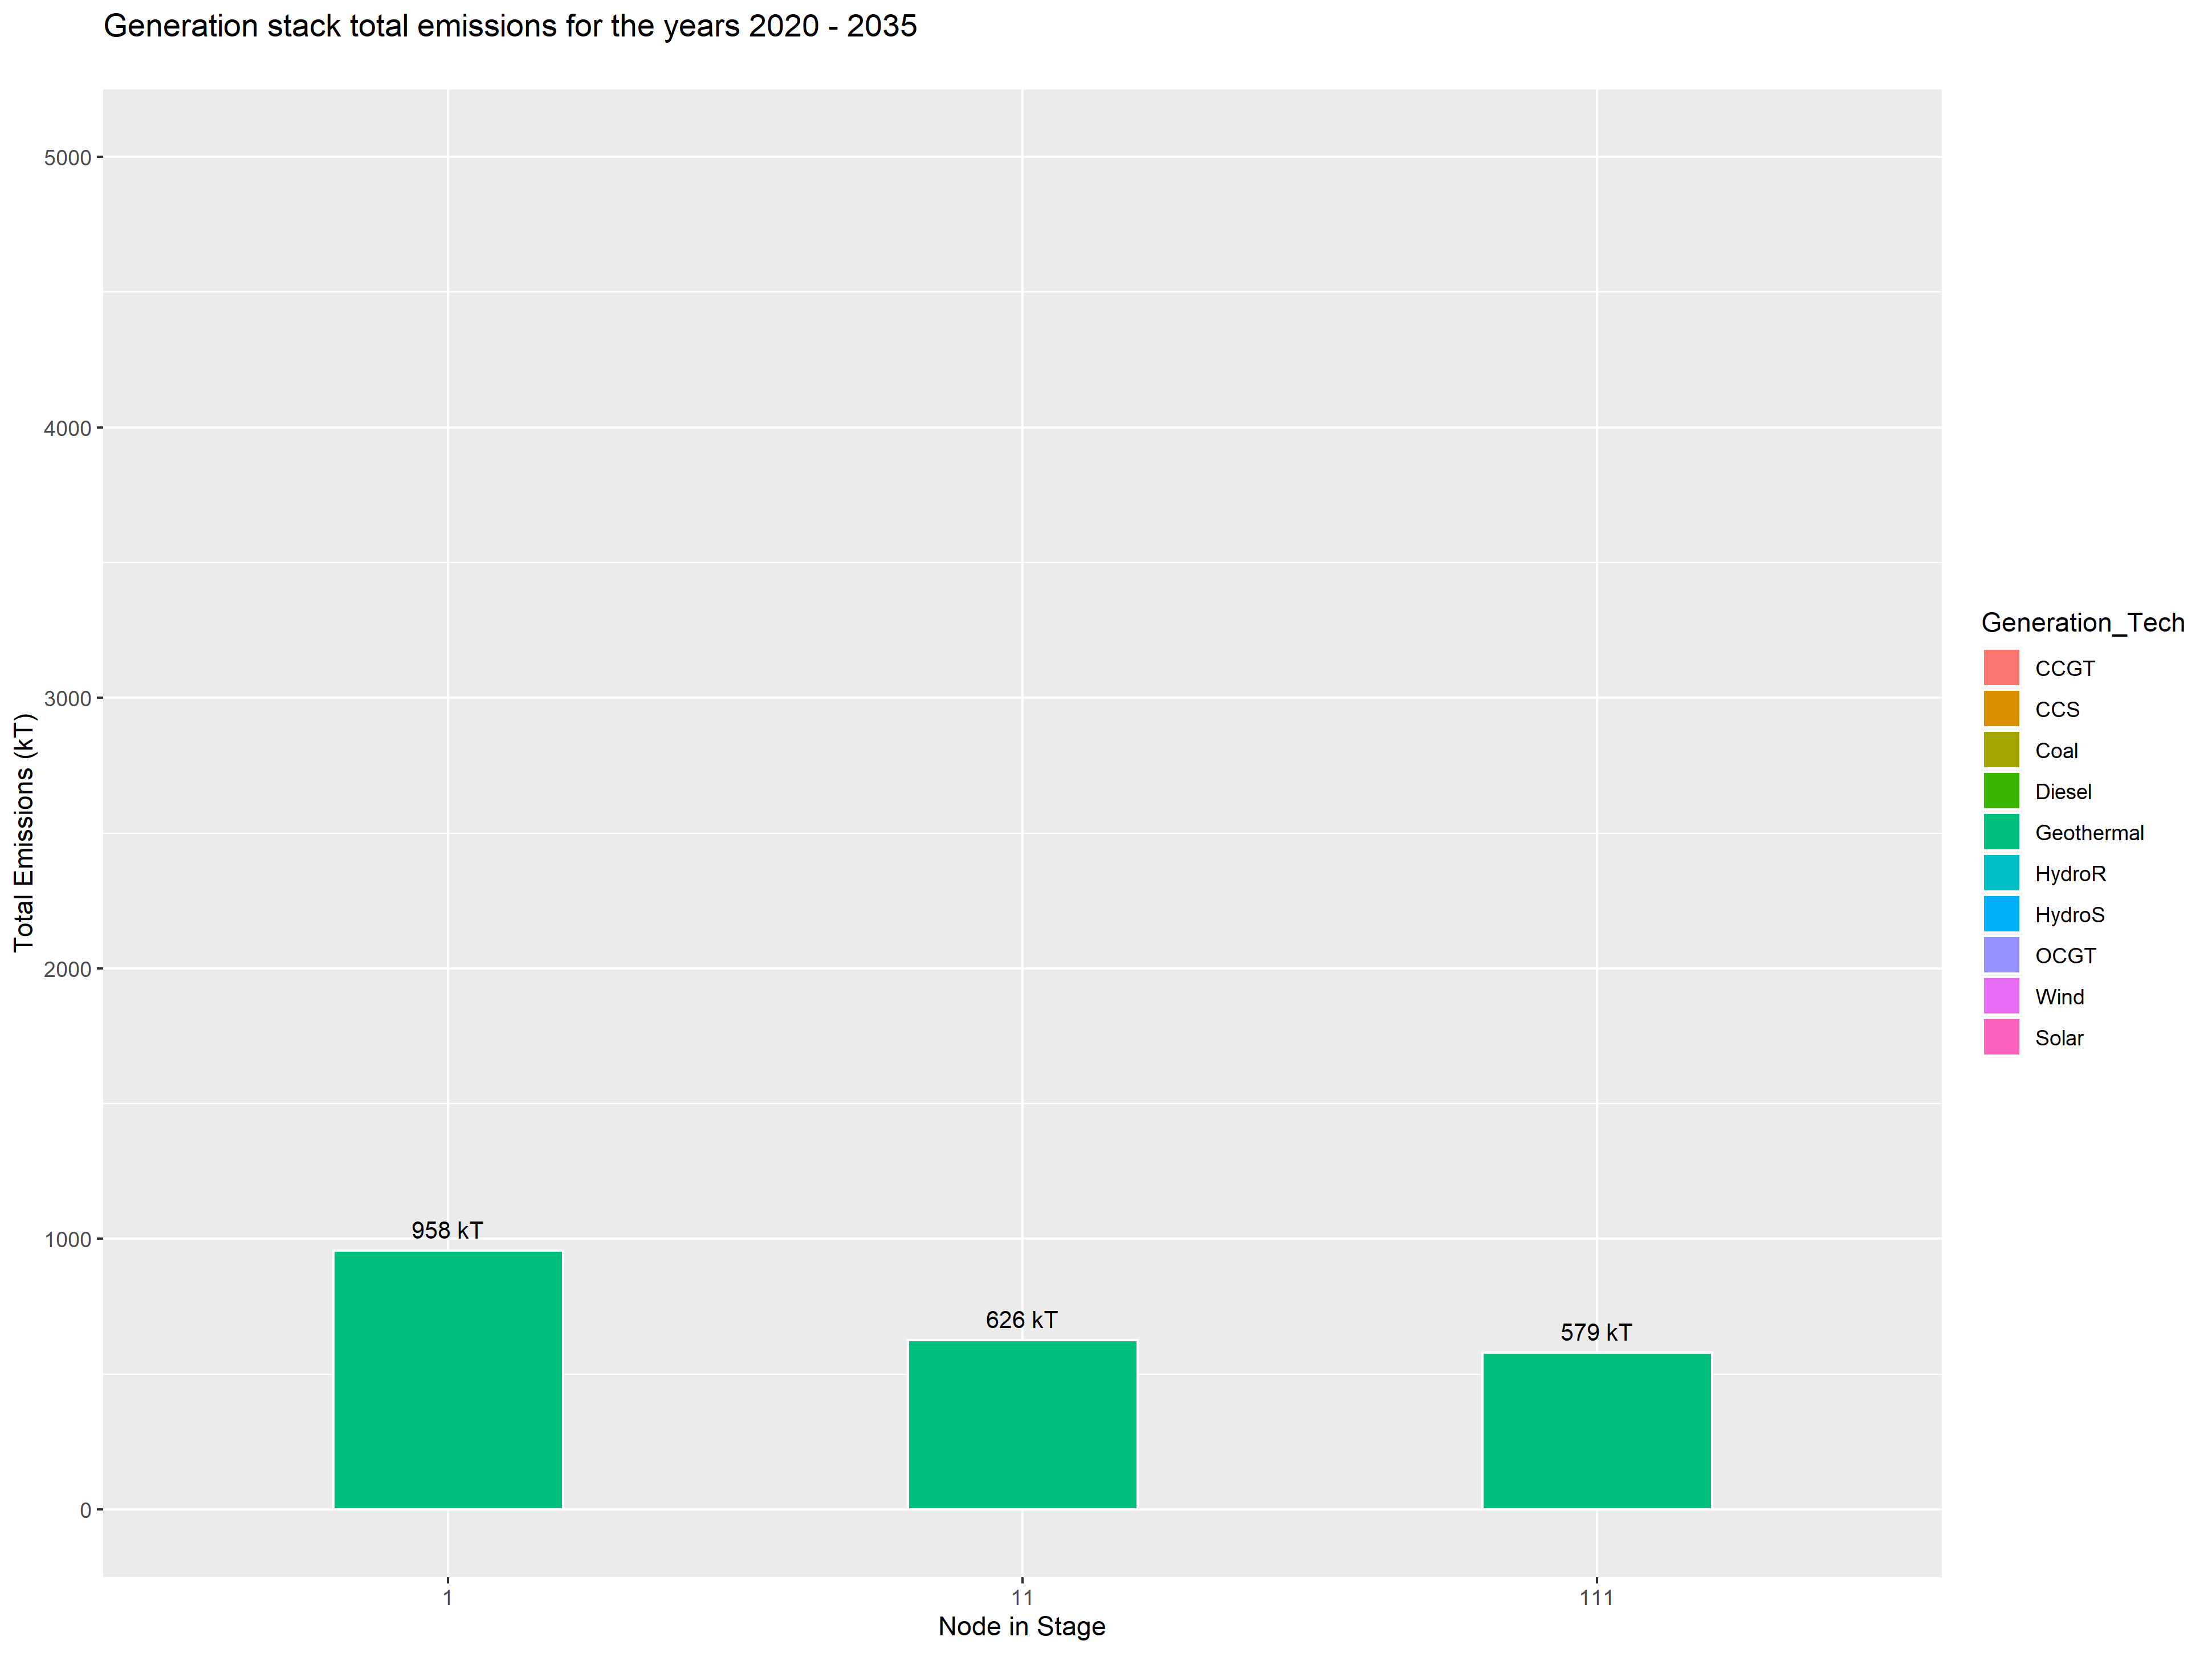 Generation stack total emissions for the years 2020 - 2035
Total Emissions (kT)
5000
4000
3000
2000
1000
0
958 kT
626 kT
579 kT
1
11
111
Node in Stage
Generation_Tech
CCGT
CCS
Coal
Diesel
Geothermal
HydroR
HydroS
OCGT
Wind
Solar